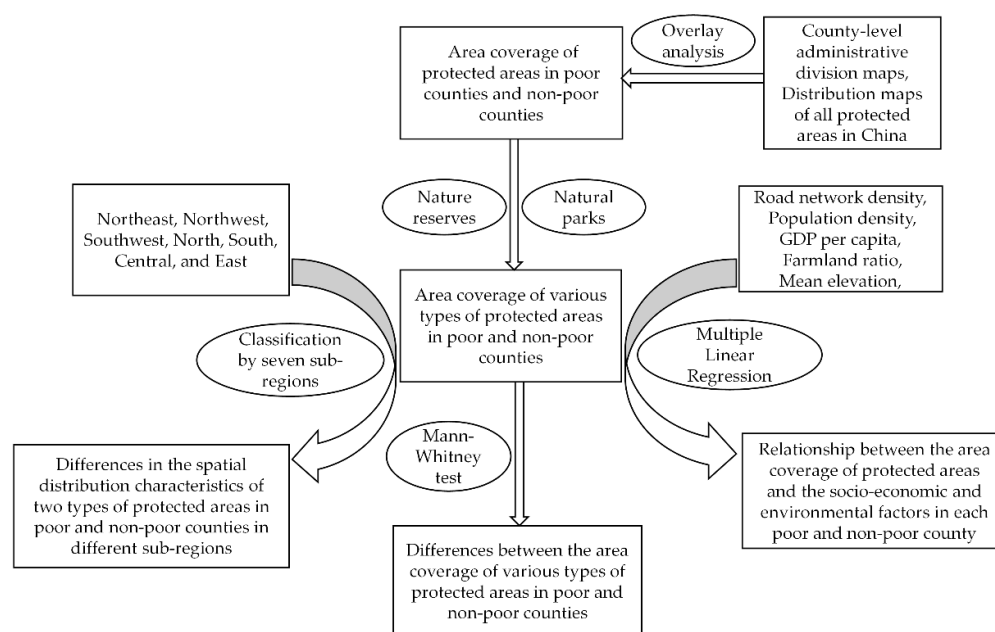 Area coverage of
protected areas in poor
counties and non-poor
counties
Overlay
analysis
County-level
administrative
division maps,
Distribution maps
of all protected
areas in China
Nature
reserves
Natural
parks
Northeast, Northwest,
Southwest, North, South,
Central, and East
Road network density,
Population density,
GDP per capita,
Farmland ratio,
Mean elevation,
Area coverage of various
types of protected areas
in poor and non-poor
counties
Classification
by seven sub-
regions
Multiple
Linear
Regression
Mann-
Whitney
test
Differences in the spatial
distribution characteristics of
two types of protected areas in
poor and non-poor counties in
different sub-regions
Relationship between the area
coverage of protected areas
and the socio-economic and
environmental factors in each
poor and non-poor county
Differences between the area
coverage of various types of
protected areas in poor and
non-poor counties